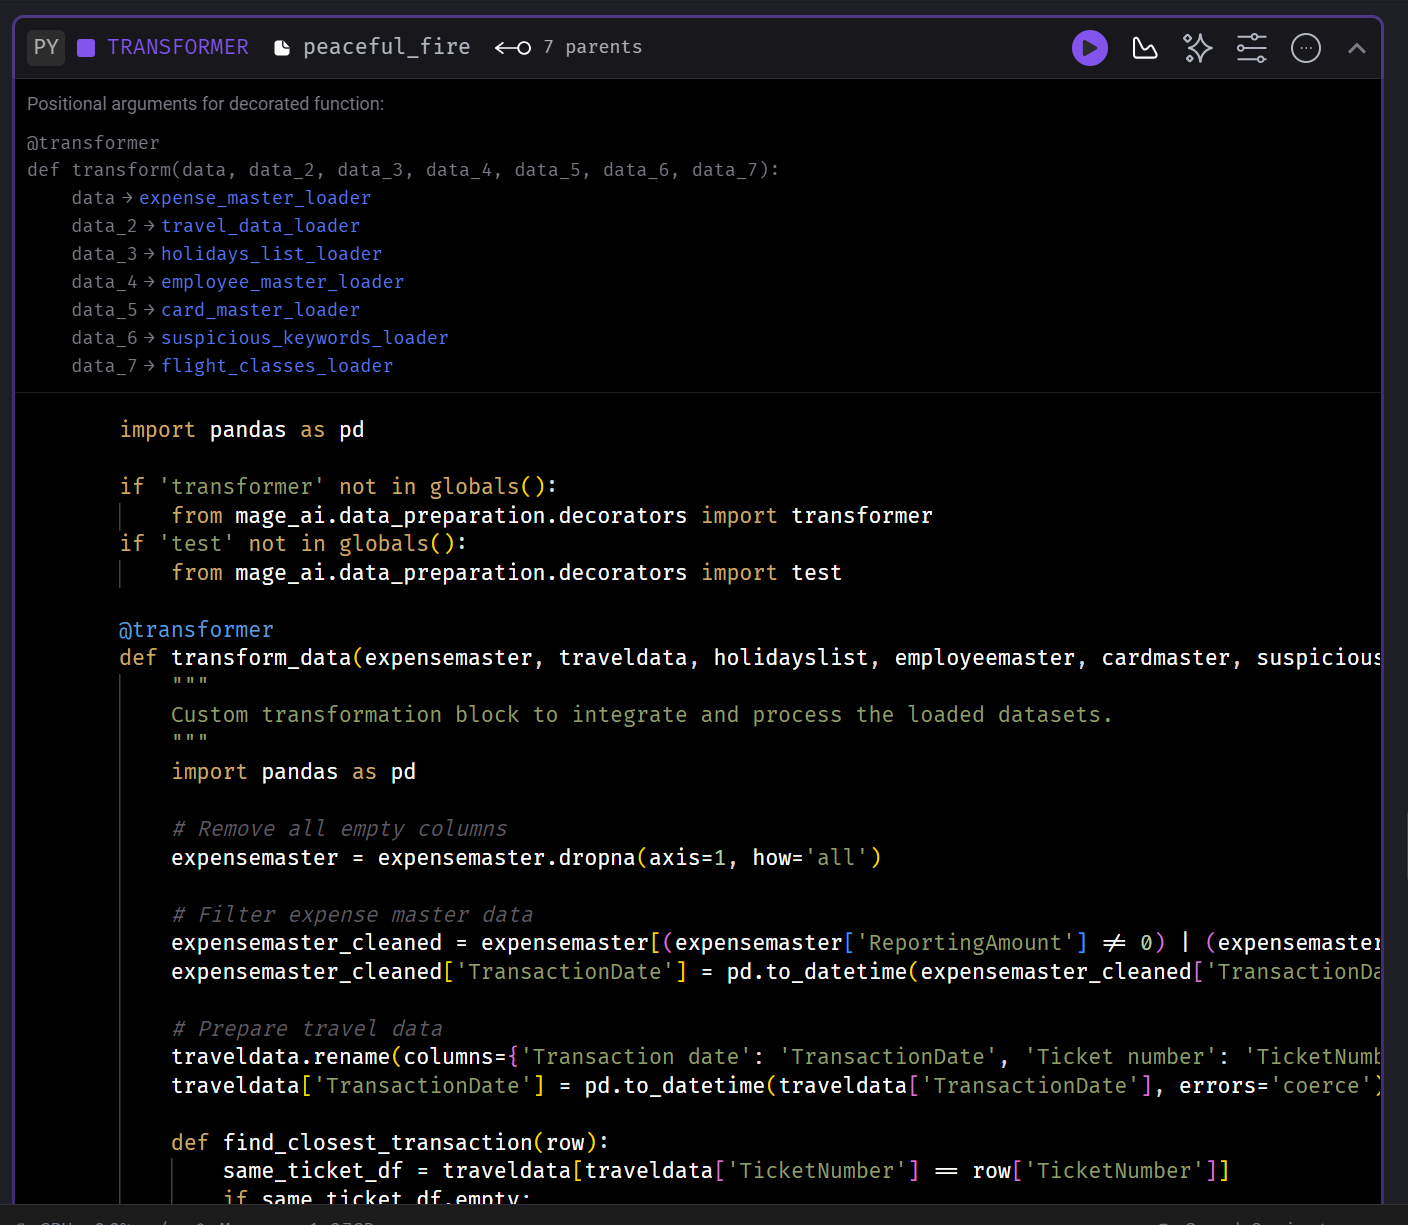 PY TRANSFORMER peaceful_fire 7 parents
Positional arguments for decorated function:
@transformer
def transform(data, data_2, data_3, data_4, data_5, data_6, data_7):
data → expense_master_loader
data_2 → travel_data_loader
data_3 → holidays_list_loader
data_4 → employee_master_loader
data_5 → card_master_loader
data_6 → suspicious_keywords_loader
data_7 → flight_classes_loader
import pandas as pd
if 'transformer' not in globals():
from mage_ai.data_preparation.decorators import transformer
if 'test' not in globals():
from mage_ai.data_preparation.decorators import test
@transformer
def transform_data(expensemaster, traveldata, holidayslist, employeemaster, cardmaster, suspicious
"""
Custom transformation block to integrate and process the loaded datasets.
"""
import pandas as pd
# Remove all empty columns
expensemaster = expensemaster.dropna(axis=1, how='all')
# Filter expense master data
expensemaster_cleaned = expensemaster[(expensemaster['ReportingAmount'] != 0) | (expensemaster
expensemaster_cleaned['TransactionDate'] = pd.to_datetime(expensemaster_cleaned['TransactionDa
# Prepare travel data
traveldata.rename(columns={'Transaction date': 'TransactionDate', 'Ticket number': 'TicketNumb
traveldata['TransactionDate'] = pd.to_datetime(traveldata['TransactionDate'], errors='coerce')
def find_closest_transaction(row):
same_ticket_df = traveldata[traveldata['TicketNumber'] == row['TicketNumber']]
if same_ticket_df.empty: